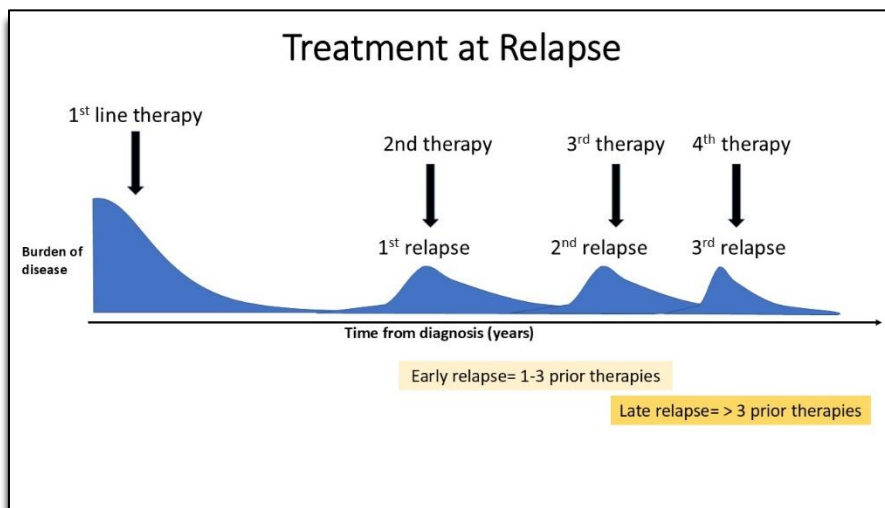 Treatment at Relapse
1st line therapy
2nd therapy
3rd therapy
4th therapy
Burden of
disease
1st relapse
2nd relapse
3rd relapse
Time from diagnosis (years)
Early relapse= 1-3 prior therapies
Late relapse= > 3 prior therapies